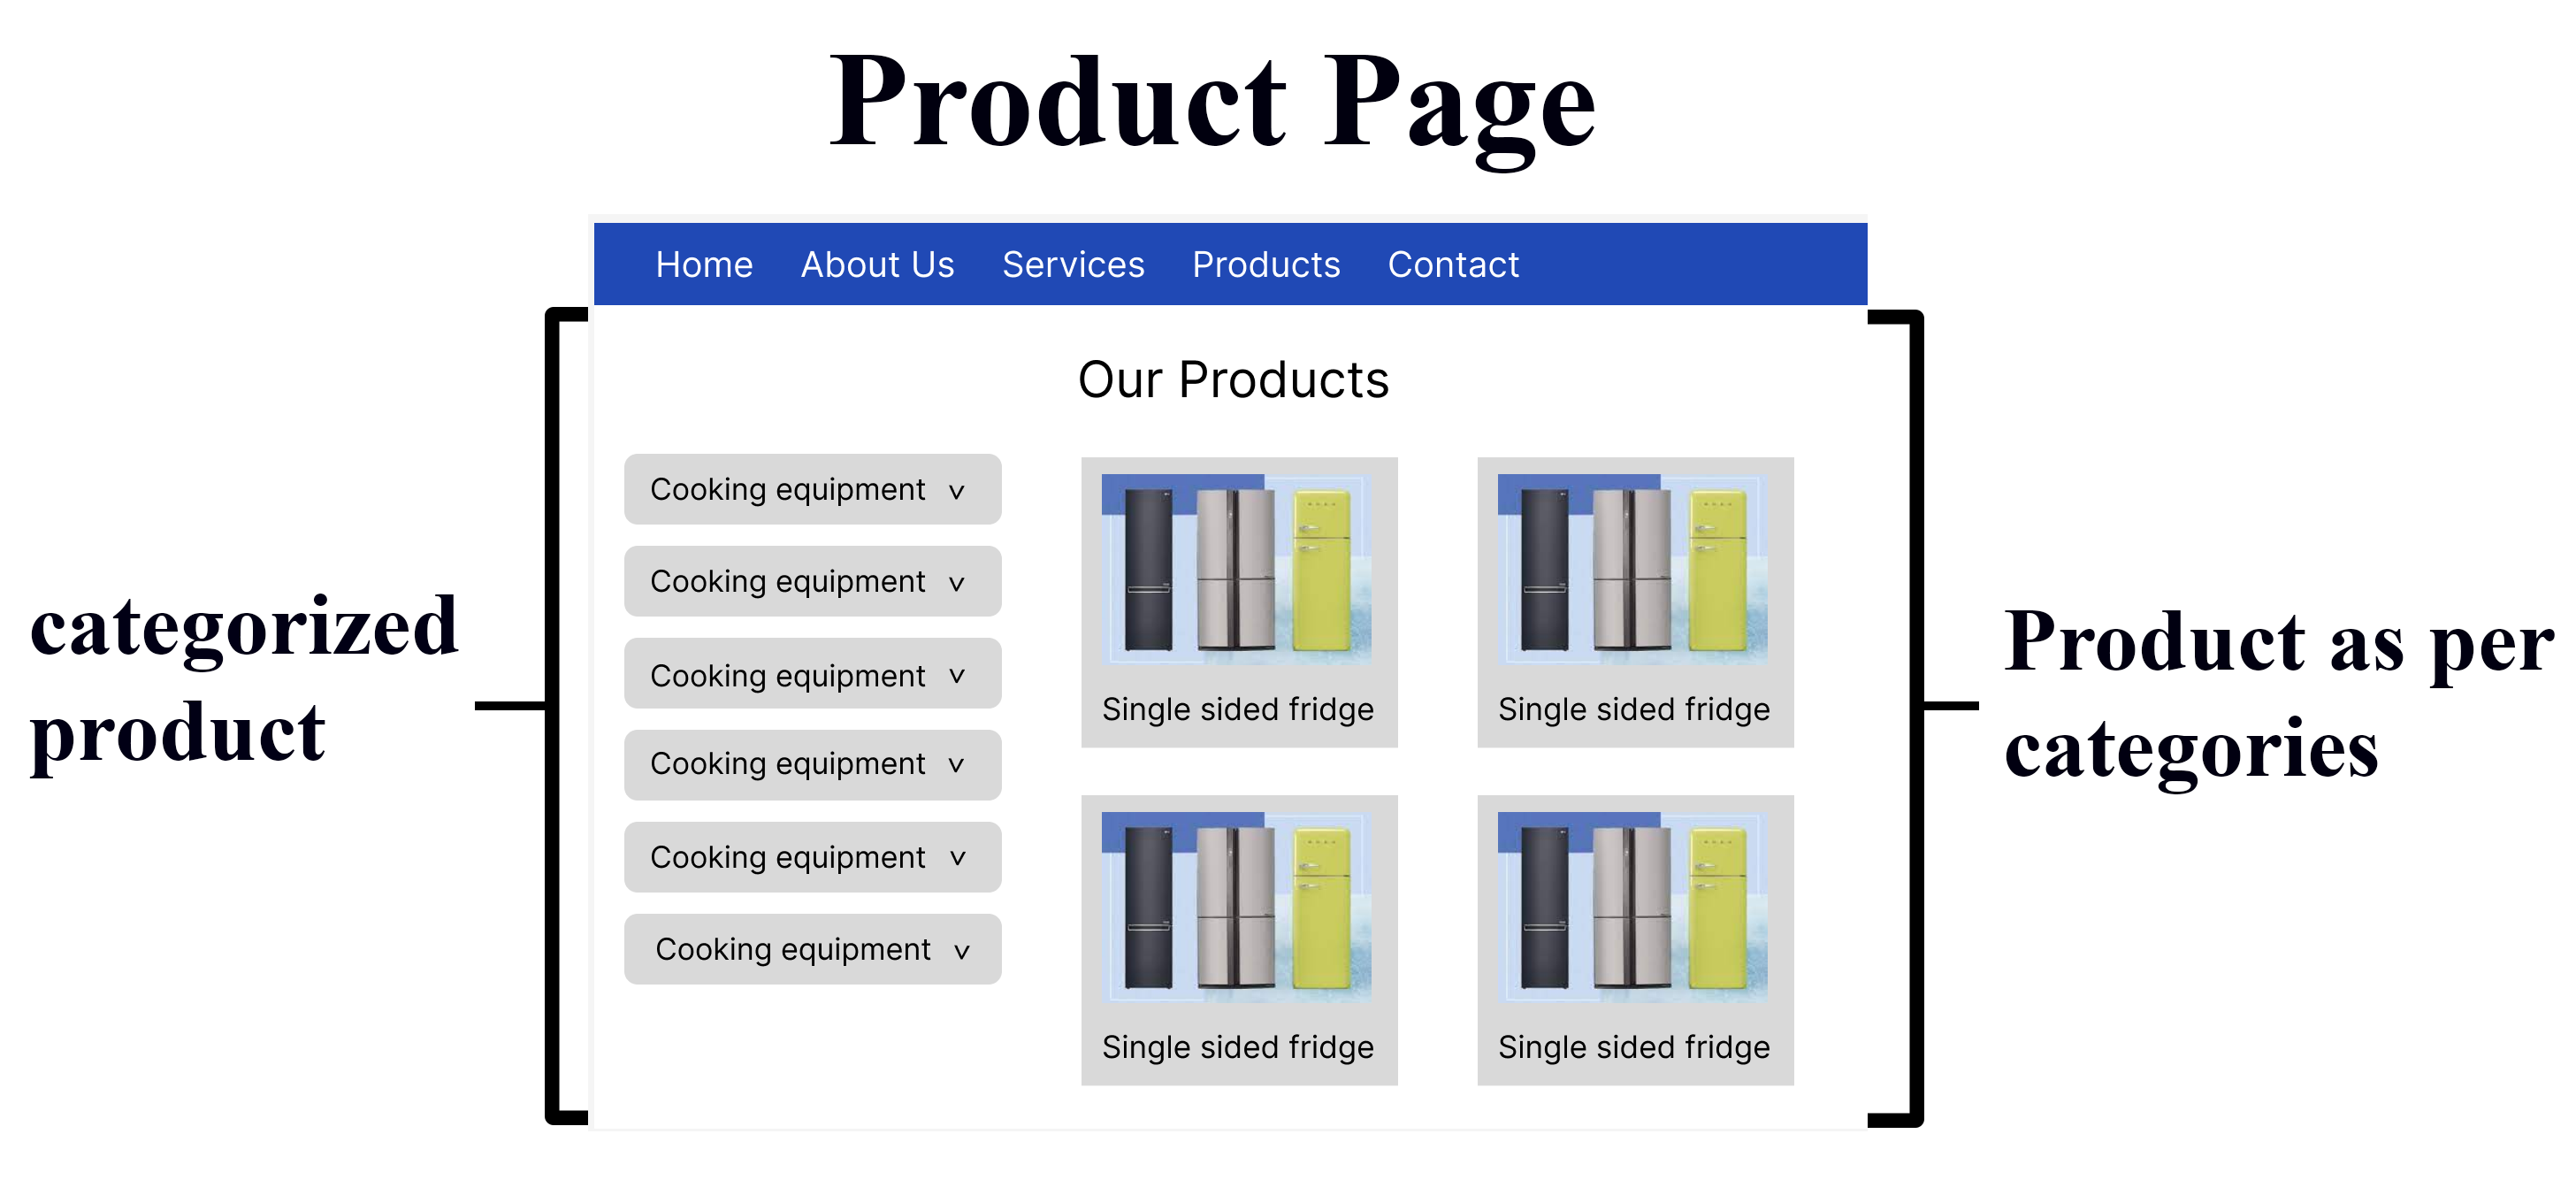 Product Page
Home About Us Services Products Contact
Our Products
Cooking equipment v
Cooking equipment v
Cooking equipment v
Cooking equipment v
Cooking equipment v
Cooking equipment v
Single sided fridge
Single sided fridge
Single sided fridge
Single sided fridge
categorized
product
Product as per
categories